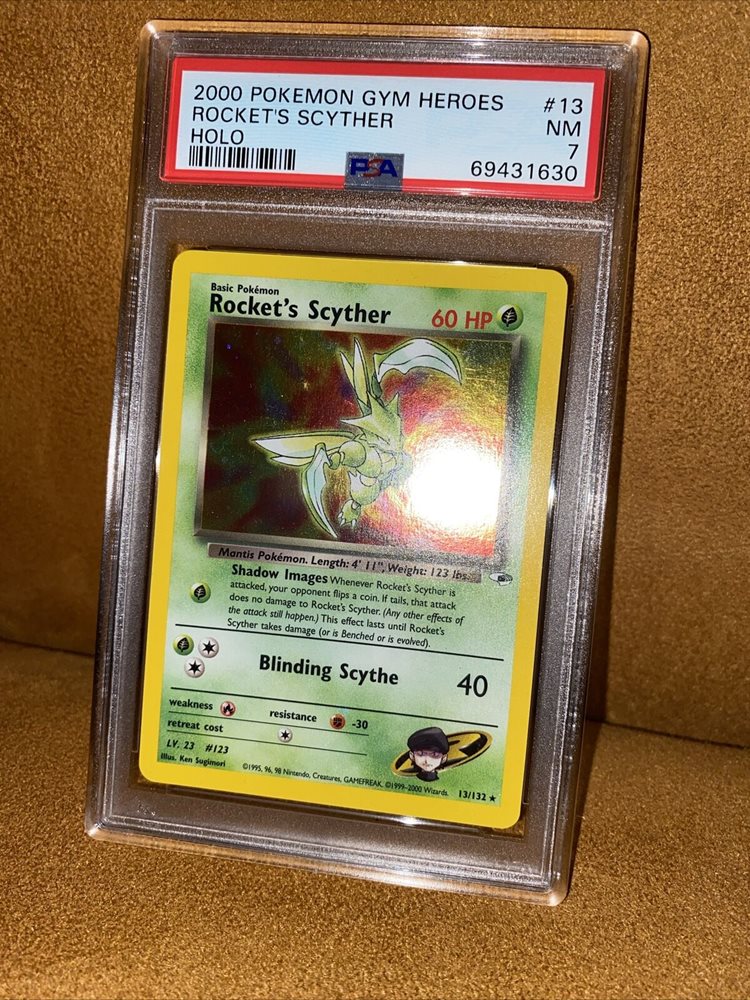 2000 POKEMON GYM HEROES #13
ROCKET'S SCYTHER NM
HOLO 7
PSA 69431630
Basic Pokémon
Rocket's Scyther 60 HP
Mantis Pokémon. Length: 4' 11", Weight: 123 lbs.
Shadow Images Whenever Rocket's Scyther is
attacked, your opponent flips a coin. If tails, that attack
does no damage to Rocket's Scyther. (Any other effects of
the attack still happen.) This effect lasts until Rocket's
Scyther takes damage (or is Benched or is evolved).
Blinding Scythe 40
weakness resistance -30
retreat cost
LV. 23 #123
Illus. Ken Sugimori ©1995, 96, 98 Nintendo, Creatures, GAMEFREAK. ©1999-2000 Wizards. 13/132 ★